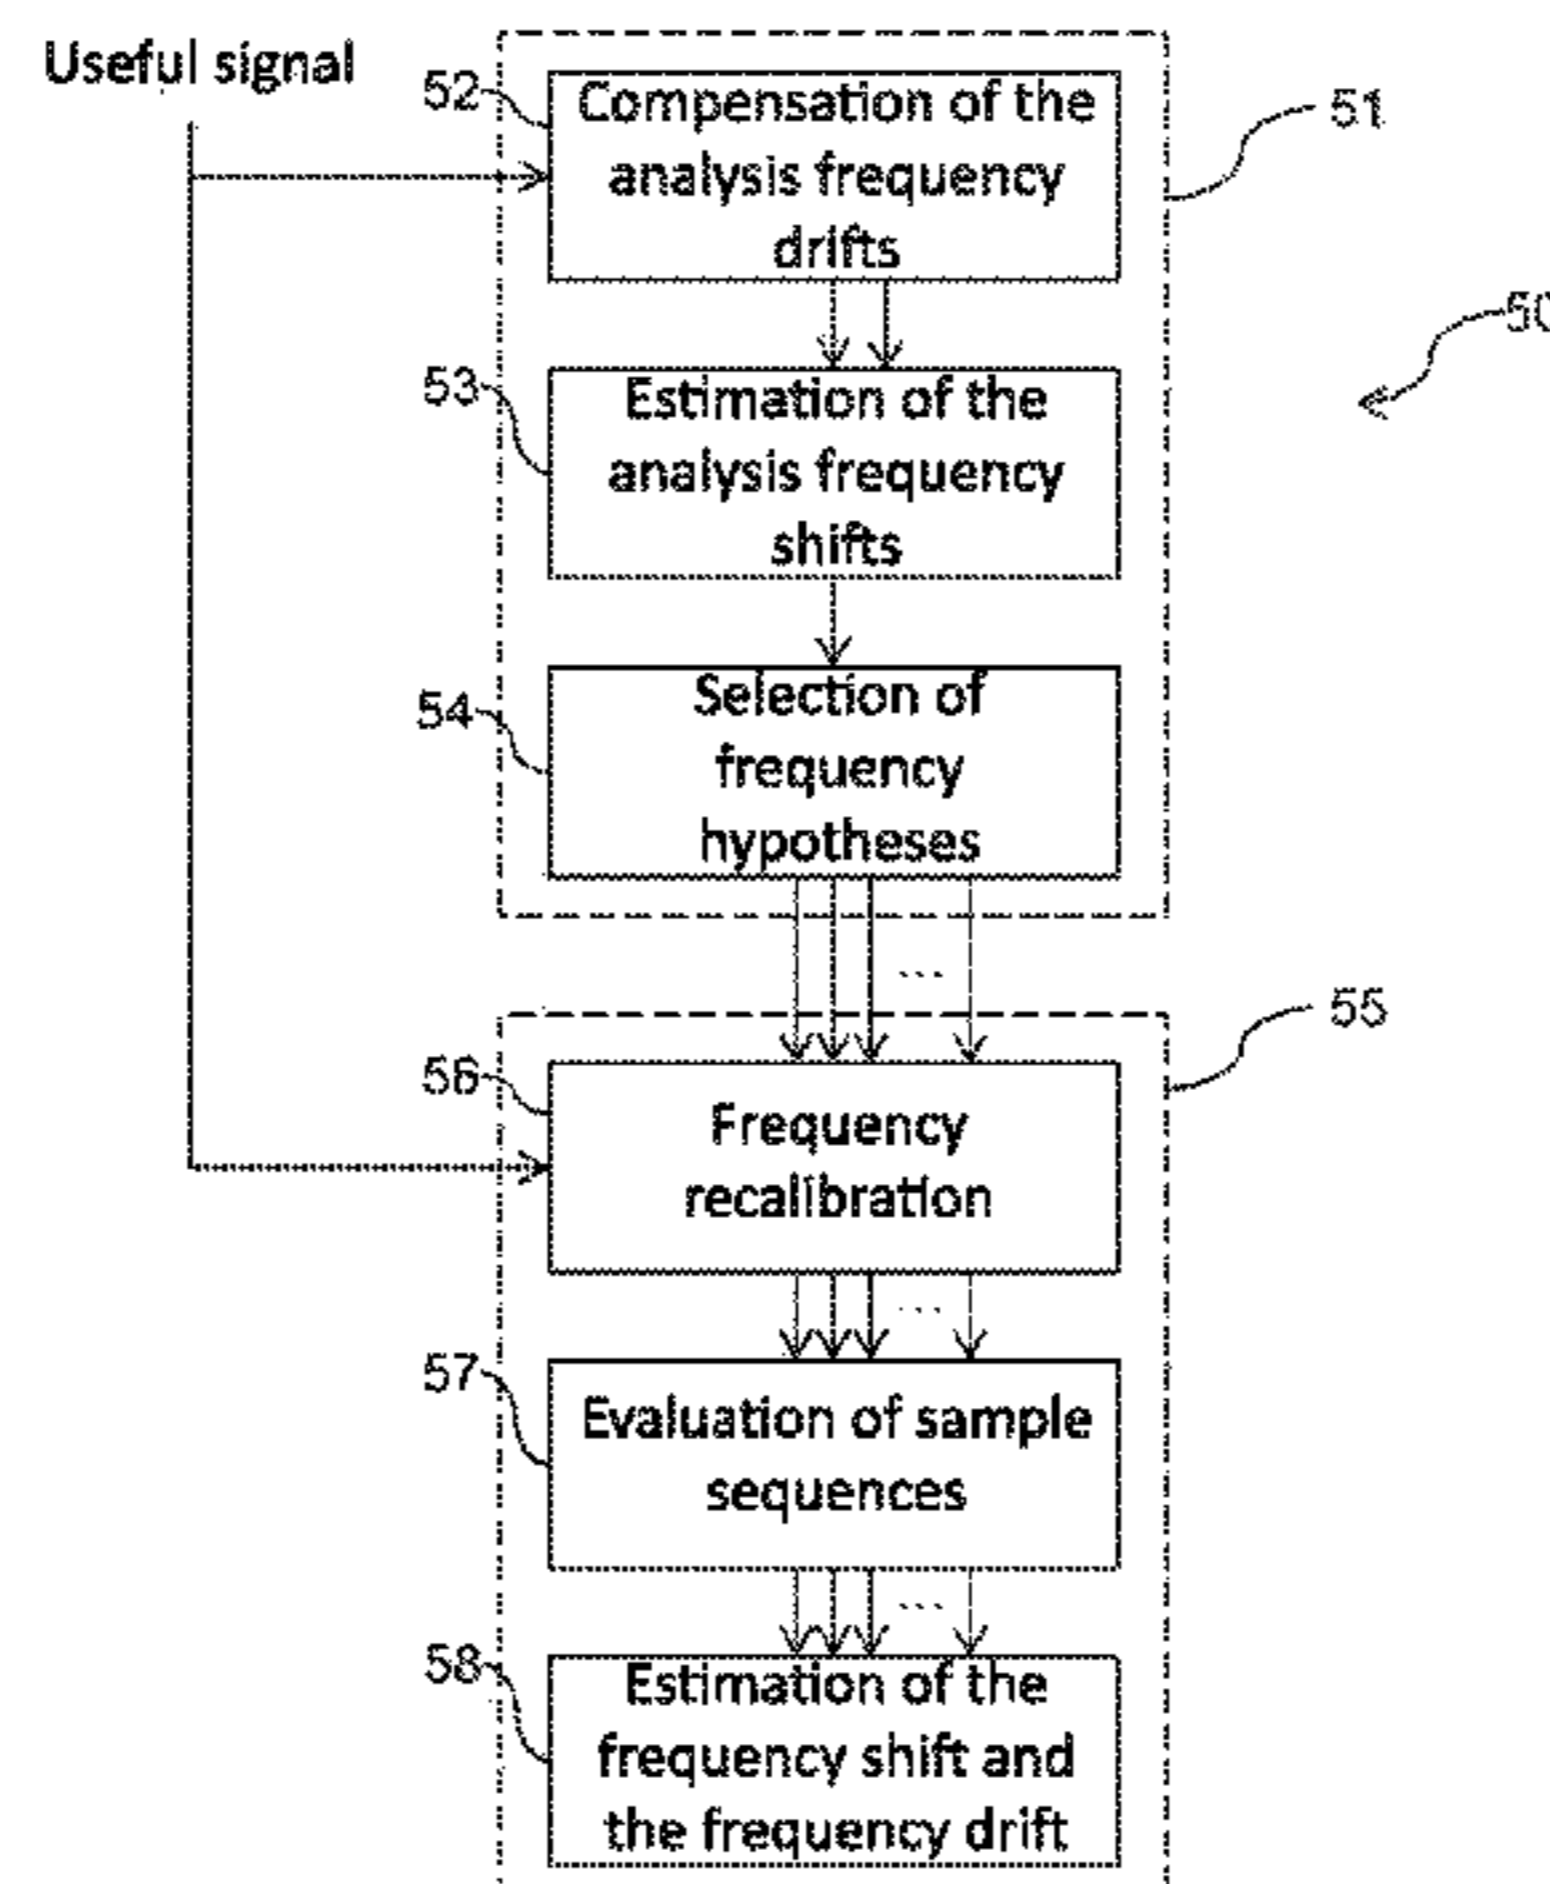 Useful signal
52
Compensation of the
analysis frequency
drifts
51
50
53
Estimation of the
analysis frequency
shifts
54
Selection of
frequency
hypotheses
...
55
56
Frequency
recalibration
...
57
Evaluation of sample
sequences
...
58
Estimation of the
frequency shift and
the frequency drift